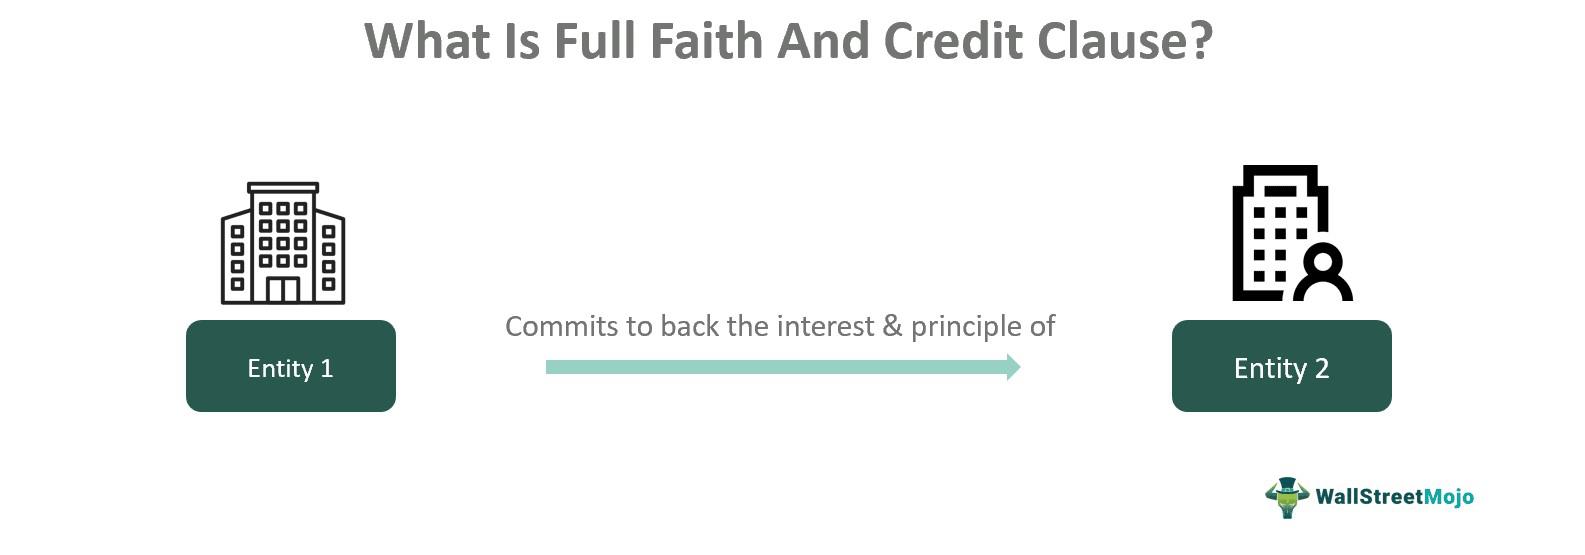 What Is Full Faith And Credit Clause?
Commits to back the interest & principle of
Entity 1
Entity 2
WallStreetMojo